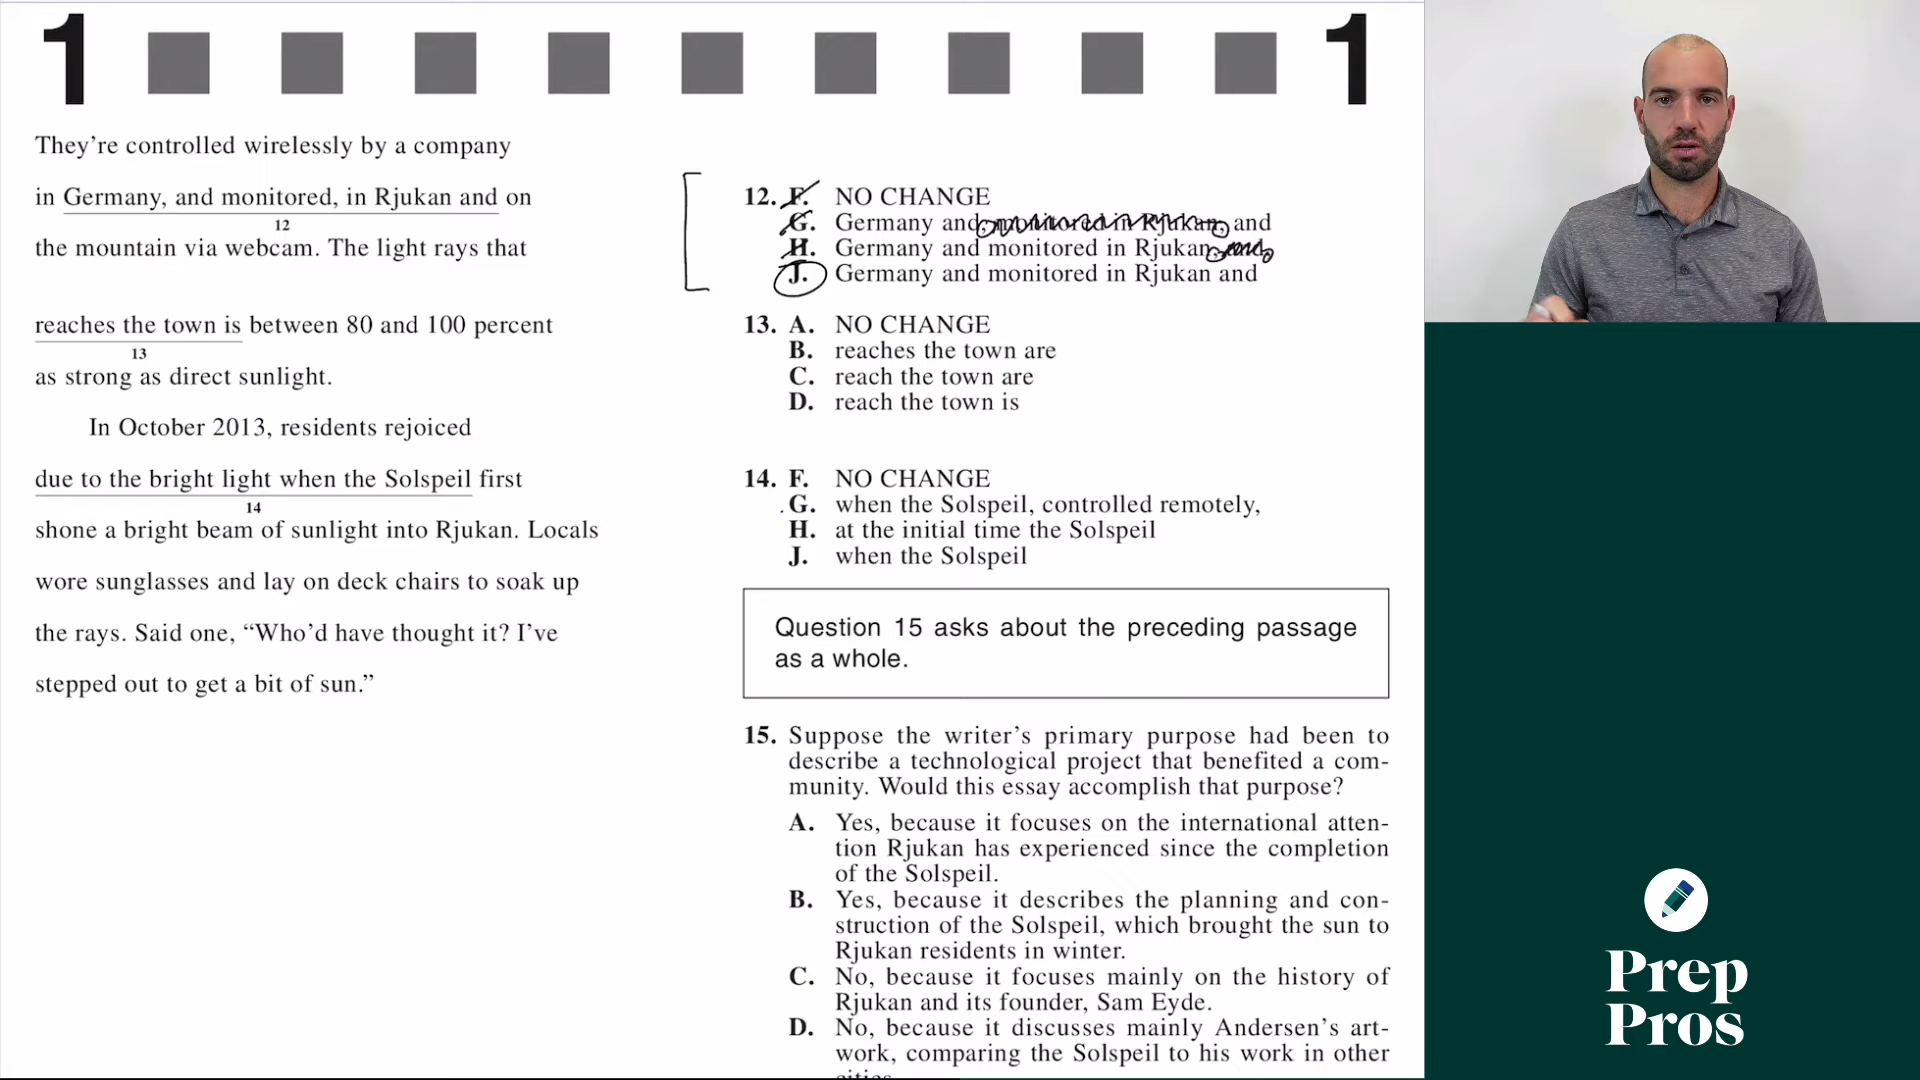 1 1
They're controlled wirelessly by a company
in Germany, and monitored, in Rjukan and on
12
the mountain via webcam. The light rays that
reaches the town is between 80 and 100 percent
13
as strong as direct sunlight.
In October 2013, residents rejoiced
due to the bright light when the Solspeil first
14
shone a bright beam of sunlight into Rjukan. Locals
wore sunglasses and lay on deck chairs to soak up
the rays. Said one, “Who'd have thought it? I've
stepped out to get a bit of sun.”
12. F. NO CHANGE
G. Germany and, monitored in Rjukan, and
H. Germany and monitored in Rjukan, and,
J. Germany and monitored in Rjukan and
13. A. NO CHANGE
B. reaches the town are
C. reach the town are
D. reach the town is
14. F. NO CHANGE
G. when the Solspeil, controlled remotely,
H. at the initial time the Solspeil
J. when the Solspeil
Question 15 asks about the preceding passage
as a whole.
15. Suppose the writer's primary purpose had been to
describe a technological project that benefited a com-
munity. Would this essay accomplish that purpose?
A. Yes, because it focuses on the international atten-
tion Rjukan has experienced since the completion
of the Solspeil.
B. Yes, because it describes the planning and con-
struction of the Solspeil, which brought the sun to
Rjukan residents in winter.
C. No, because it focuses mainly on the history of
Rjukan and its founder, Sam Eyde.
D. No, because it discusses mainly Andersen's art-
work, comparing the Solspeil to his work in other
Prep
Pros